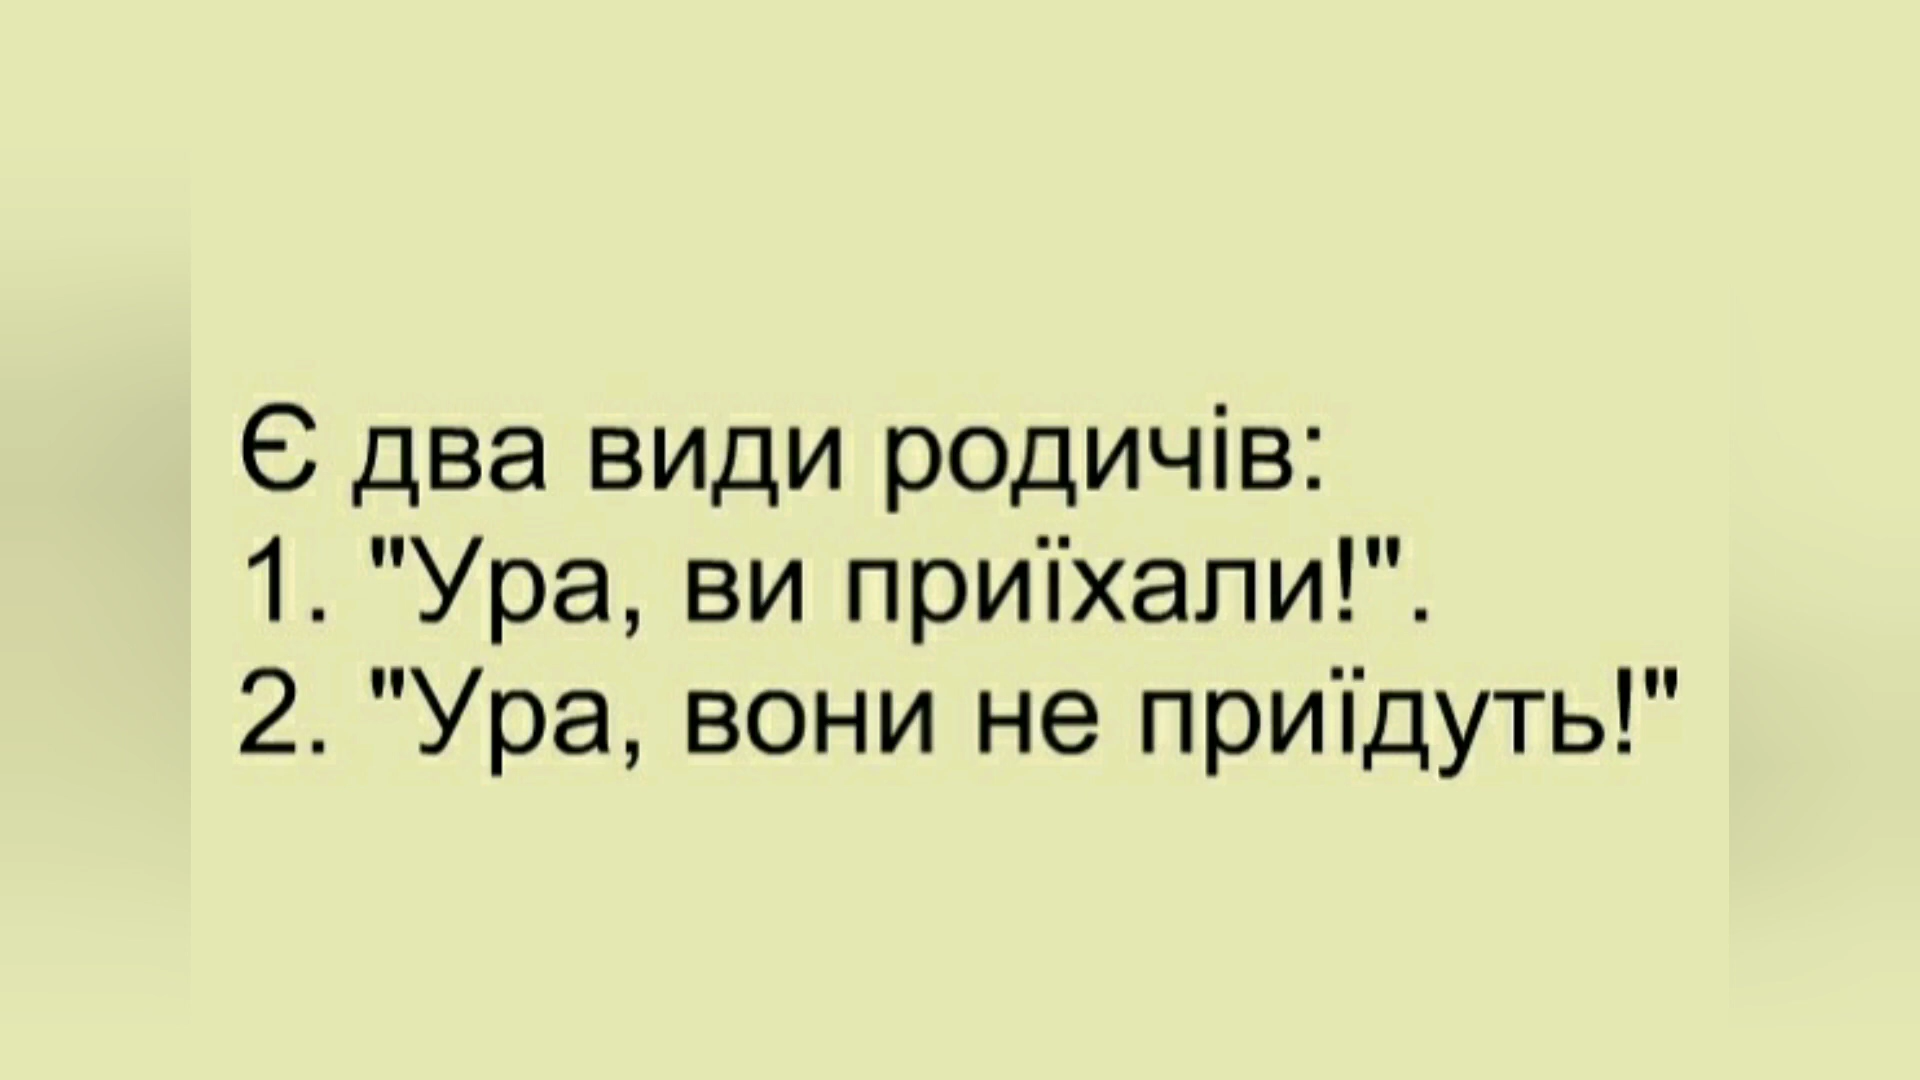 Є два види родичів:
1. "Ура, ви приїхали!".
2. "Ура, вони не приїдуть!"